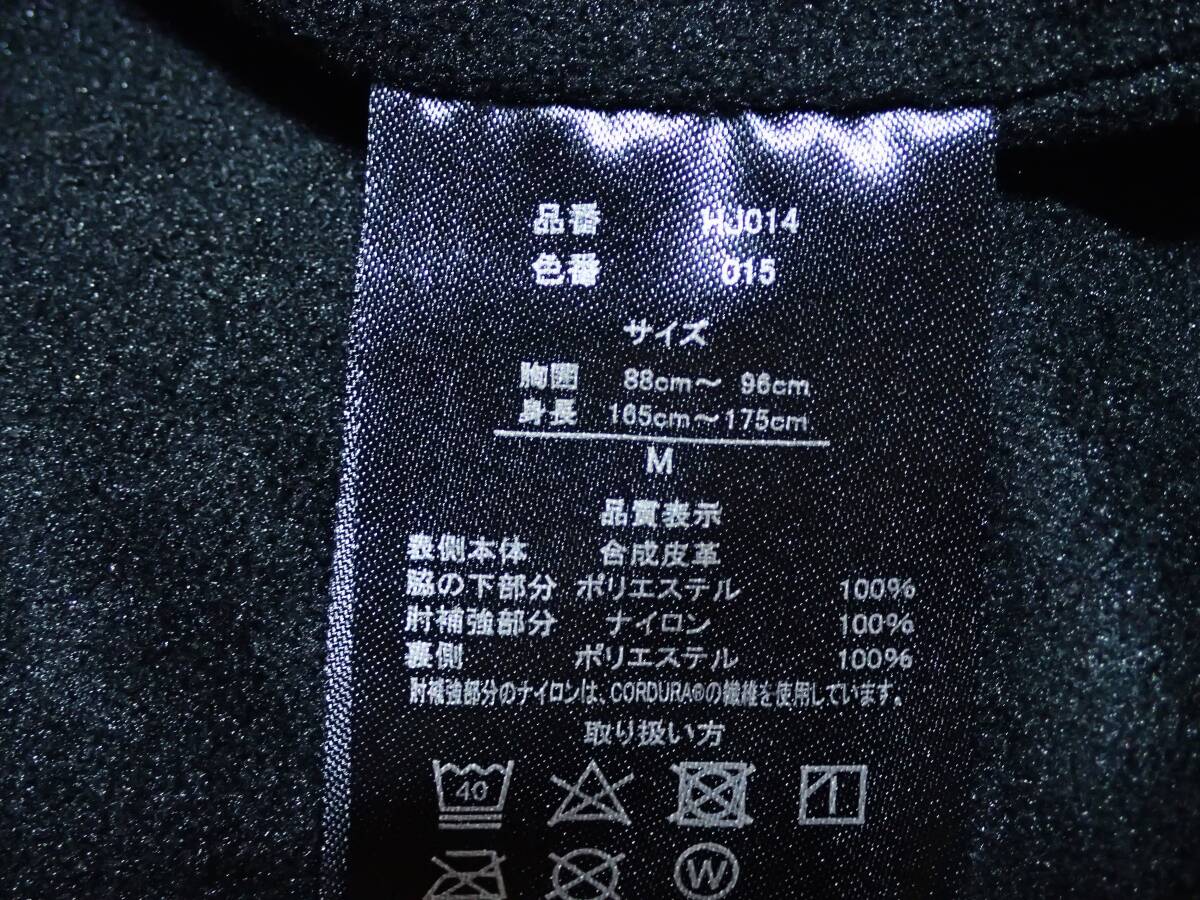 品番 HJ014
色番 015
サイズ
胸囲 88cm～ 96cm
身長 165cm～175cm
M
品質表示
表側本体 合成皮革
脇の下部分 ポリエステル 100%
肘補強部分 ナイロン 100%
裏側 ポリエステル 100%
肘補強部分のナイロンは、CORDURA®の繊維を使用しています。
取り扱い方
40
W